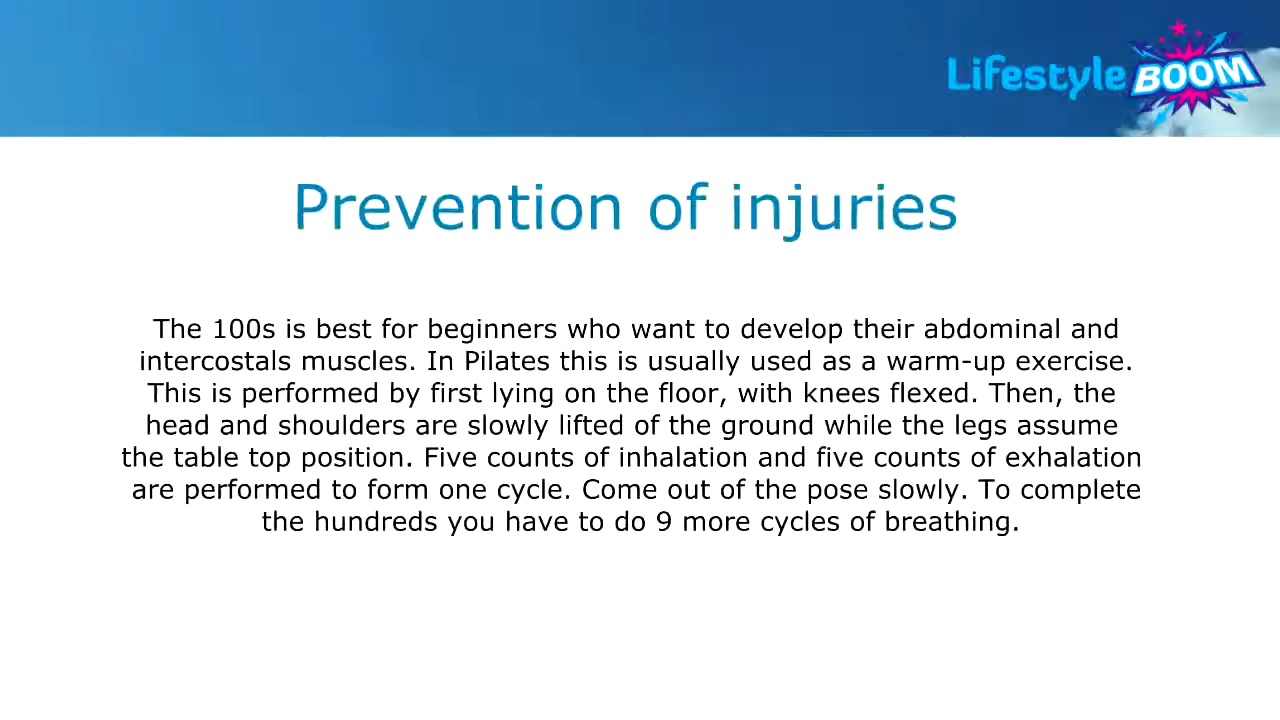 Lifestyle BOOM
Prevention of injuries
The 100s is best for beginners who want to develop their abdominal and
intercostals muscles. In Pilates this is usually used as a warm-up exercise.
This is performed by first lying on the floor, with knees flexed. Then, the
head and shoulders are slowly lifted of the ground while the legs assume
the table top position. Five counts of inhalation and five counts of exhalation
are performed to form one cycle. Come out of the pose slowly. To complete
the hundreds you have to do 9 more cycles of breathing.